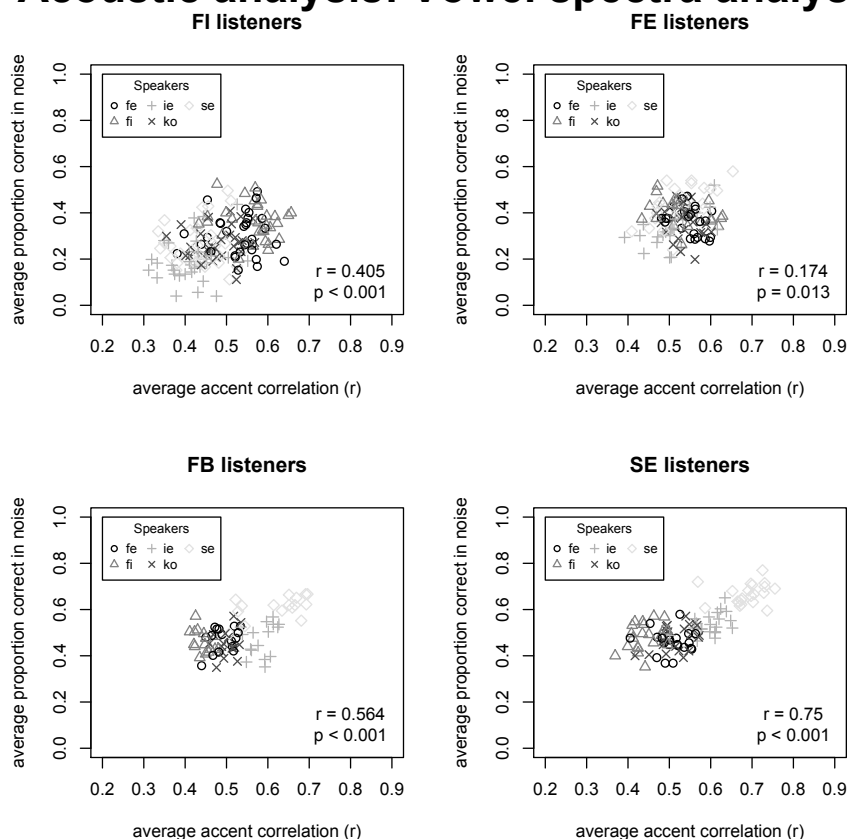 Acoustic analysis: Vowel spectra analys
FI listeners
average proportion correct in noise
1.0
0.8
0.6
0.4
0.2
0.0
Speakers
fe ie se
fi ko
r = 0.405
p < 0.001
0.2 0.3 0.4 0.5 0.6 0.7 0.8 0.9
average accent correlation (r)
FE listeners
average proportion correct in noise
1.0
0.8
0.6
0.4
0.2
0.0
Speakers
fe ie se
fi ko
r = 0.174
p = 0.013
0.2 0.3 0.4 0.5 0.6 0.7 0.8 0.9
average accent correlation (r)
FB listeners
average proportion correct in noise
1.0
0.8
0.6
0.4
0.2
0.0
Speakers
fe ie se
fi ko
r = 0.564
p < 0.001
0.2 0.3 0.4 0.5 0.6 0.7 0.8 0.9
average accent correlation (r)
SE listeners
average proportion correct in noise
1.0
0.8
0.6
0.4
0.2
0.0
Speakers
fe ie se
fi ko
r = 0.75
p < 0.001
0.2 0.3 0.4 0.5 0.6 0.7 0.8 0.9
average accent correlation (r)